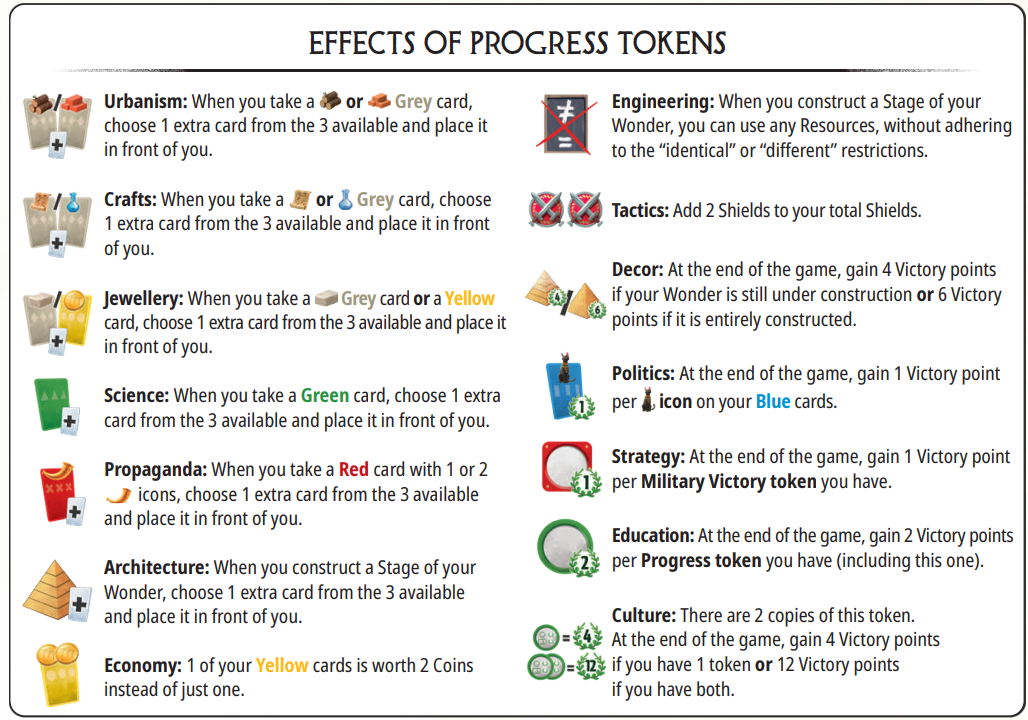 EFFECTS OF PROGRESS TOKENS
Urbanism: When you take a or Grey card,
choose 1 extra card from the 3 available and place it
in front of you.
Crafts: When you take a or Grey card, choose
1 extra card from the 3 available and place it in front
of you.
Jewellery: When you take a Grey card or a Yellow
card, choose 1 extra card from the 3 available and place it
in front of you.
Science: When you take a Green card, choose 1 extra
card from the 3 available and place it in front of you.
Propaganda: When you take a Red card with 1 or 2
icons, choose 1 extra card from the 3 available
and place it in front of you.
Architecture: When you construct a Stage of your
Wonder, choose 1 extra card from the 3 available
and place it in front of you.
Economy: 1 of your Yellow cards is worth 2 Coins
instead of just one.
Engineering: When you construct a Stage of your
Wonder, you can use any Resources, without adhering
to the “identical” or “different” restrictions.
Tactics: Add 2 Shields to your total Shields.
4 / 6
Decor: At the end of the game, gain 4 Victory points
if your Wonder is still under construction or 6 Victory
points if it is entirely constructed.
1
Politics: At the end of the game, gain 1 Victory point
per icon on your Blue cards.
1
Strategy: At the end of the game, gain 1 Victory point
per Military Victory token you have.
2
Education: At the end of the game, gain 2 Victory points
per Progress token you have (including this one).
=4
=12
Culture: There are 2 copies of this token.
At the end of the game, gain 4 Victory points
if you have 1 token or 12 Victory points
if you have both.